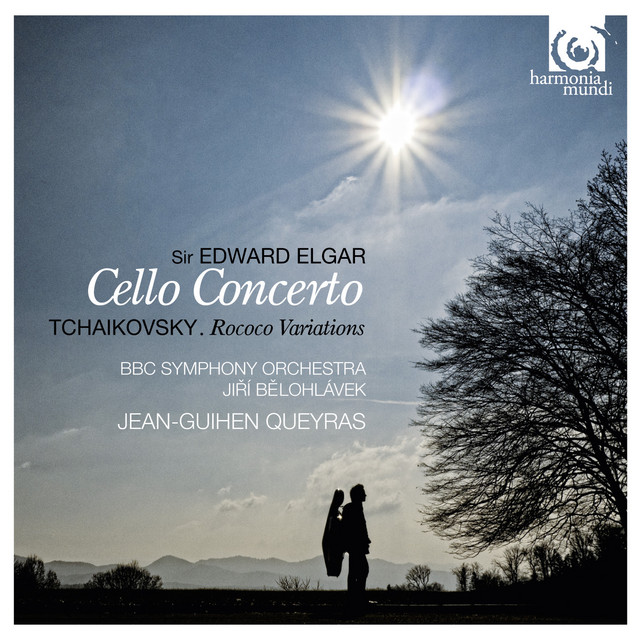 harmonia
mundi
Sir EDWARD ELGAR
Cello Concerto
TCHAIKOVSKY. Rococo Variations
BBC SYMPHONY ORCHESTRA
JIŘÍ BĚLOHLÁVEK
JEAN-GUIHEN QUEYRAS